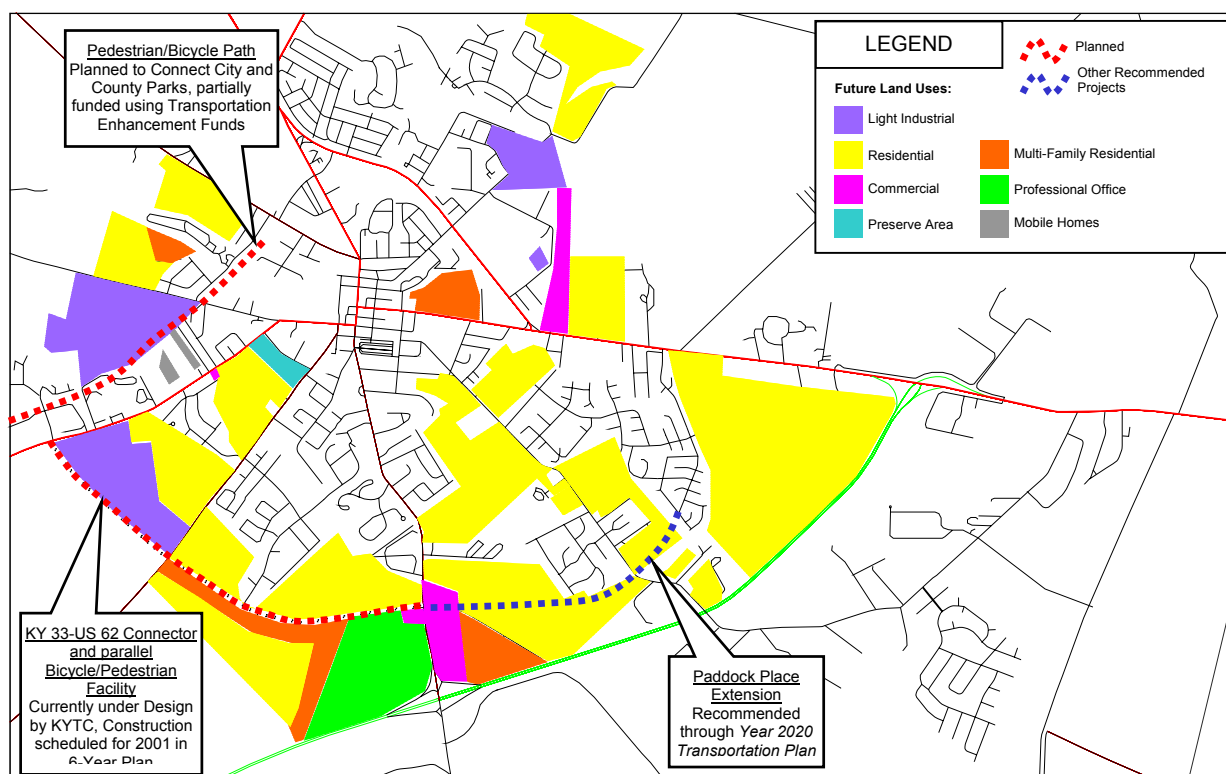 Pedestrian/Bicycle Path
Planned to Connect City and
County Parks, partially
funded using Transportation
Enhancement Funds
LEGEND
Planned
Other Recommended
Projects
Future Land Uses:
Light Industrial
Residential
Commercial
Preserve Area
Multi-Family Residential
Professional Office
Mobile Homes
KY 33-US 62 Connector
and parallel
Bicycle/Pedestrian
Facility
Currently under Design
by KYTC, Construction
scheduled for 2001 in
6-Year Plan
Paddock Place
Extension
Recommended
through Year 2020
Transportation Plan